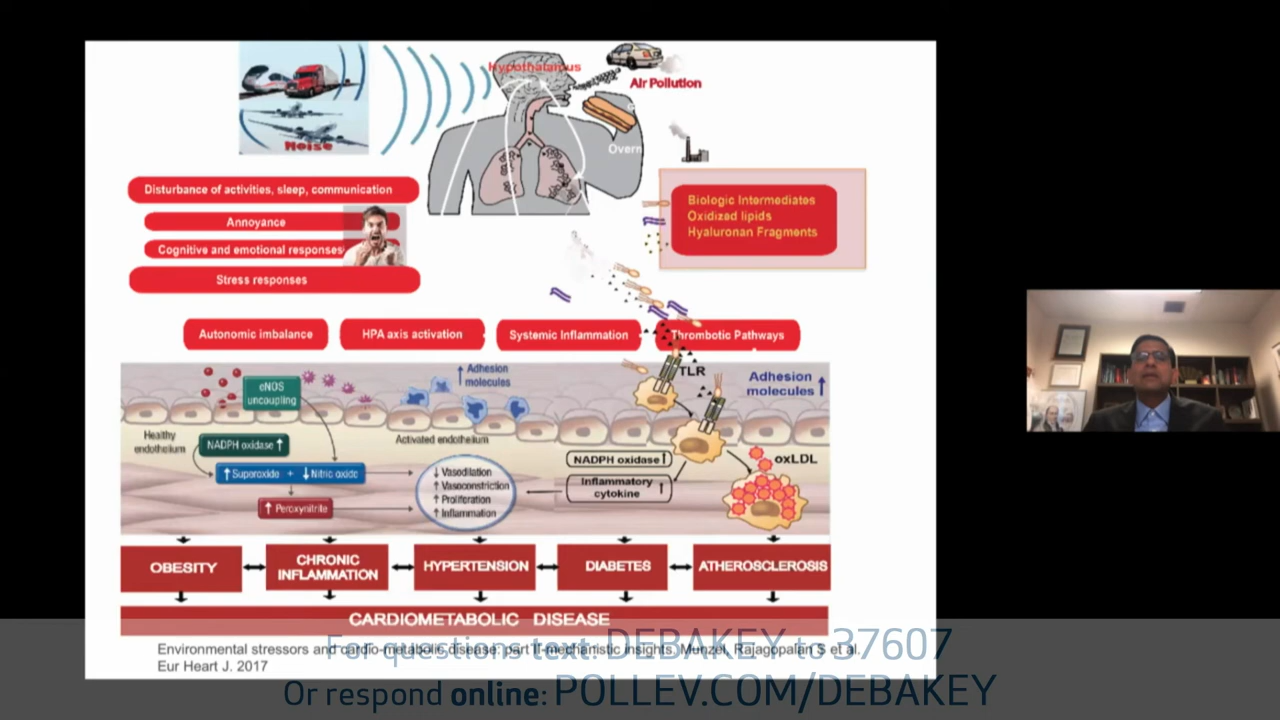 Hypothalamus
Air Pollution
Noise
Overn
Disturbance of activities, sleep, communication
Annoyance
Cognitive and emotional responses
Stress responses
Biologic Intermediates
Oxidized lipids
Hyaluronan Fragments
Autonomic imbalance
HPA axis activation
Systemic Inflammation
Thrombotic Pathways
eNOS
uncoupling
Adhesion
molecules
TLR
Adhesion
molecules
Healthy
endothelium
NADPH oxidase
Activated endothelium
Superoxide + Nitric oxide
Peroxynitrite
Vasodilation
Vasoconstriction
Proliferation
Inflammation
NADPH oxidase
Inflammatory
cytokine
oxLDL
OBESITY
CHRONIC
INFLAMMATION
HYPERTENSION
DIABETES
ATHEROSCLEROSIS
CARDIOMETABOLIC DISEASE
Environmental stressors and cardio-metabolic disease: part II-mechanistic insights, Munzel, Rajagopalan S et al.
Eur Heart J. 2017
For questions text: DEBAKEY to 37607
Or respond online: POLLEV.COM/DEBAKEY